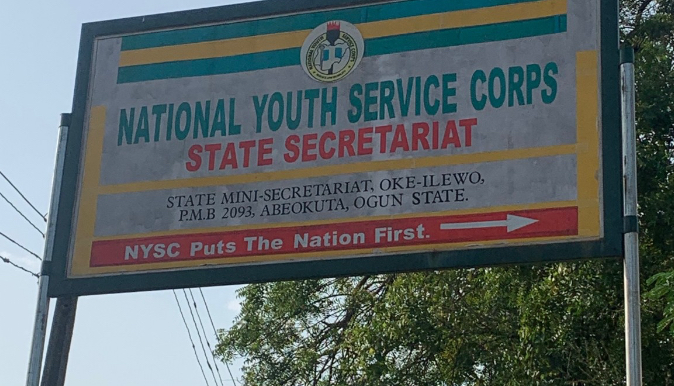 NATIONAL YOUTH SERVICE CORPS
STATE SECRETARIAT
STATE MINI-SECRETARIAT, OKE-ILEWO,
P.M.B 2093, ABEOKUTA, OGUN STATE.
NYSC Puts The Nation First.